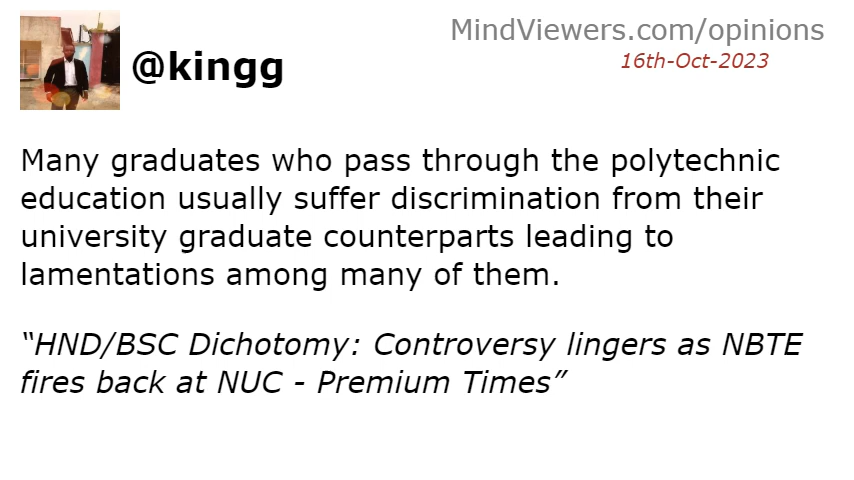 MindViewers.com/opinions
16th-Oct-2023
@kingg
Many graduates who pass through the polytechnic
education usually suffer discrimination from their
university graduate counterparts leading to
lamentations among many of them.
“HND/BSC Dichotomy: Controversy lingers as NBTE
fires back at NUC - Premium Times”